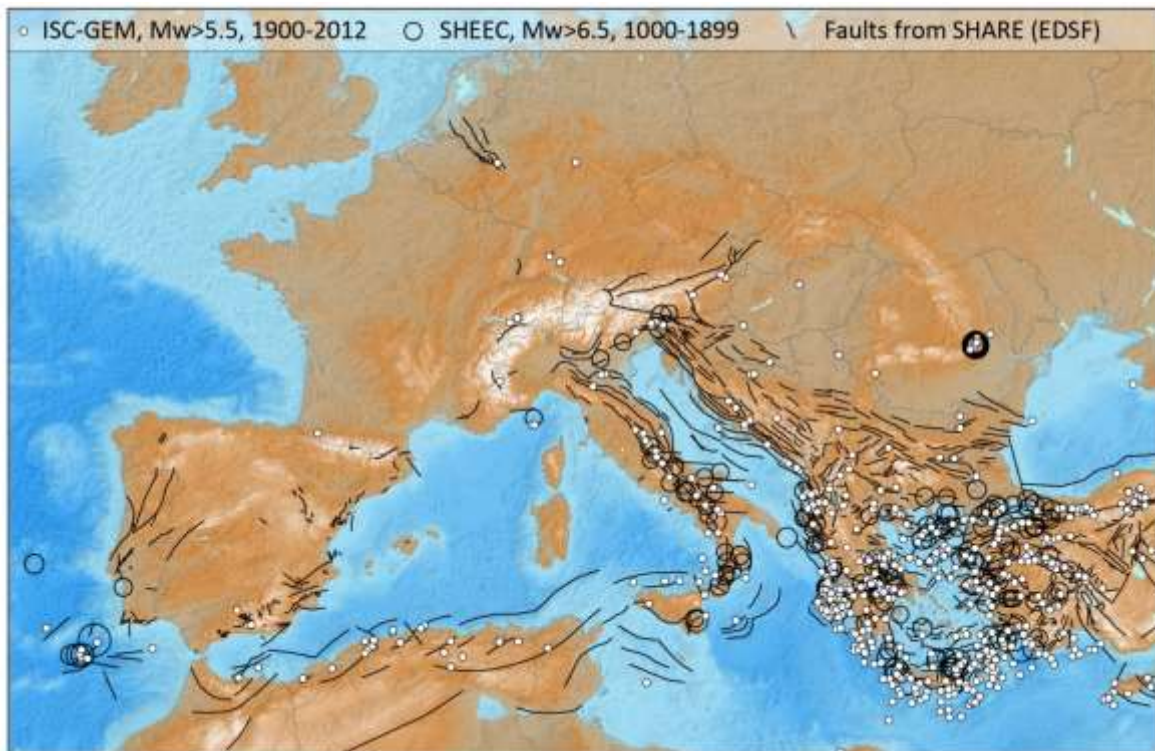 ISC-GEM, Mw>5.5, 1900-2012 SHEEC, Mw>6.5, 1000-1899 Faults from SHARE (EDSF)